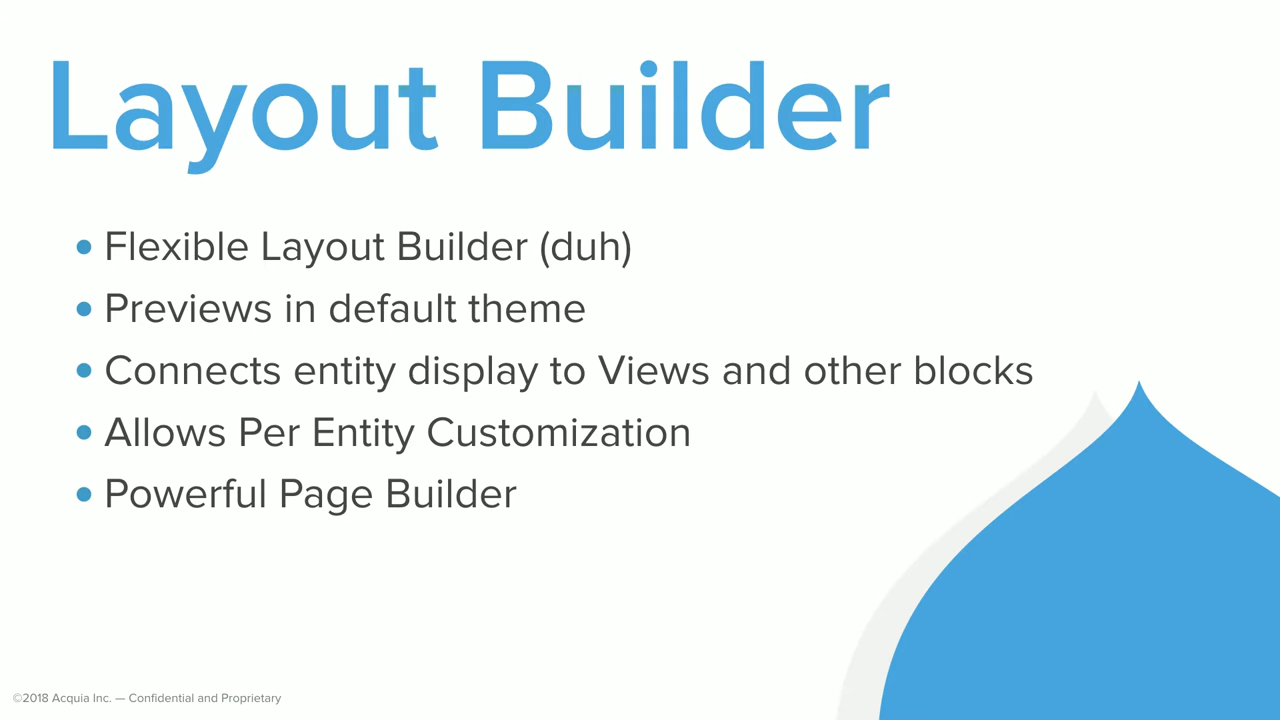 Layout Builder
• Flexible Layout Builder (duh)
• Previews in default theme
• Connects entity display to Views and other blocks
• Allows Per Entity Customization
• Powerful Page Builder
©2018 Acquia Inc. — Confidential and Proprietary